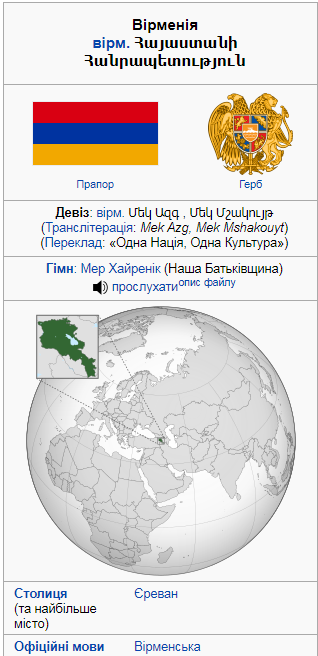 Вірменія
вірм. Հայաստանի
Հանրապետություն
Прапор
Герб
Девіз: вірм. Մեկ Ազգ , Մեկ Մշակույթ
(Транслітерація: Mek Azg, Mek Mshakouyt)
(Переклад: «Одна Нація, Одна Культура»)
Гімн: Мер Хайренік (Наша Батьківщина)
прослухати опис файлу
Столиця
(та найбільше
місто)
Єреван
Офіційні мови
Вірменська